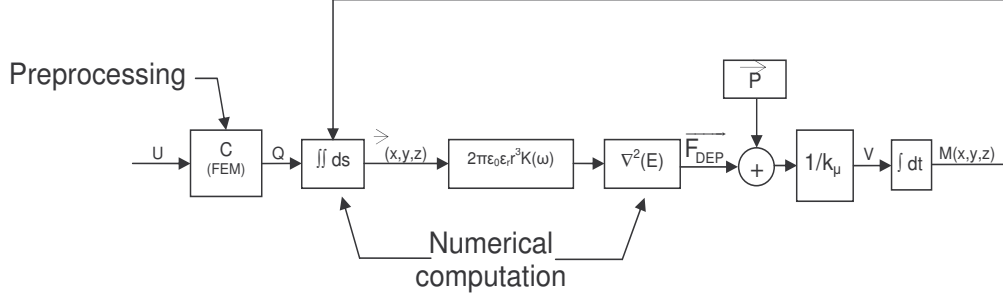 Preprocessing
U
C
(FEM)
Q
∫∫ ds
(x,y,z)
2πε₀εᵣr³K(ω)
∇²(E)
F_DEP
P
+
1/k_μ
V
∫ dt
M(x,y,z)
Numerical
computation